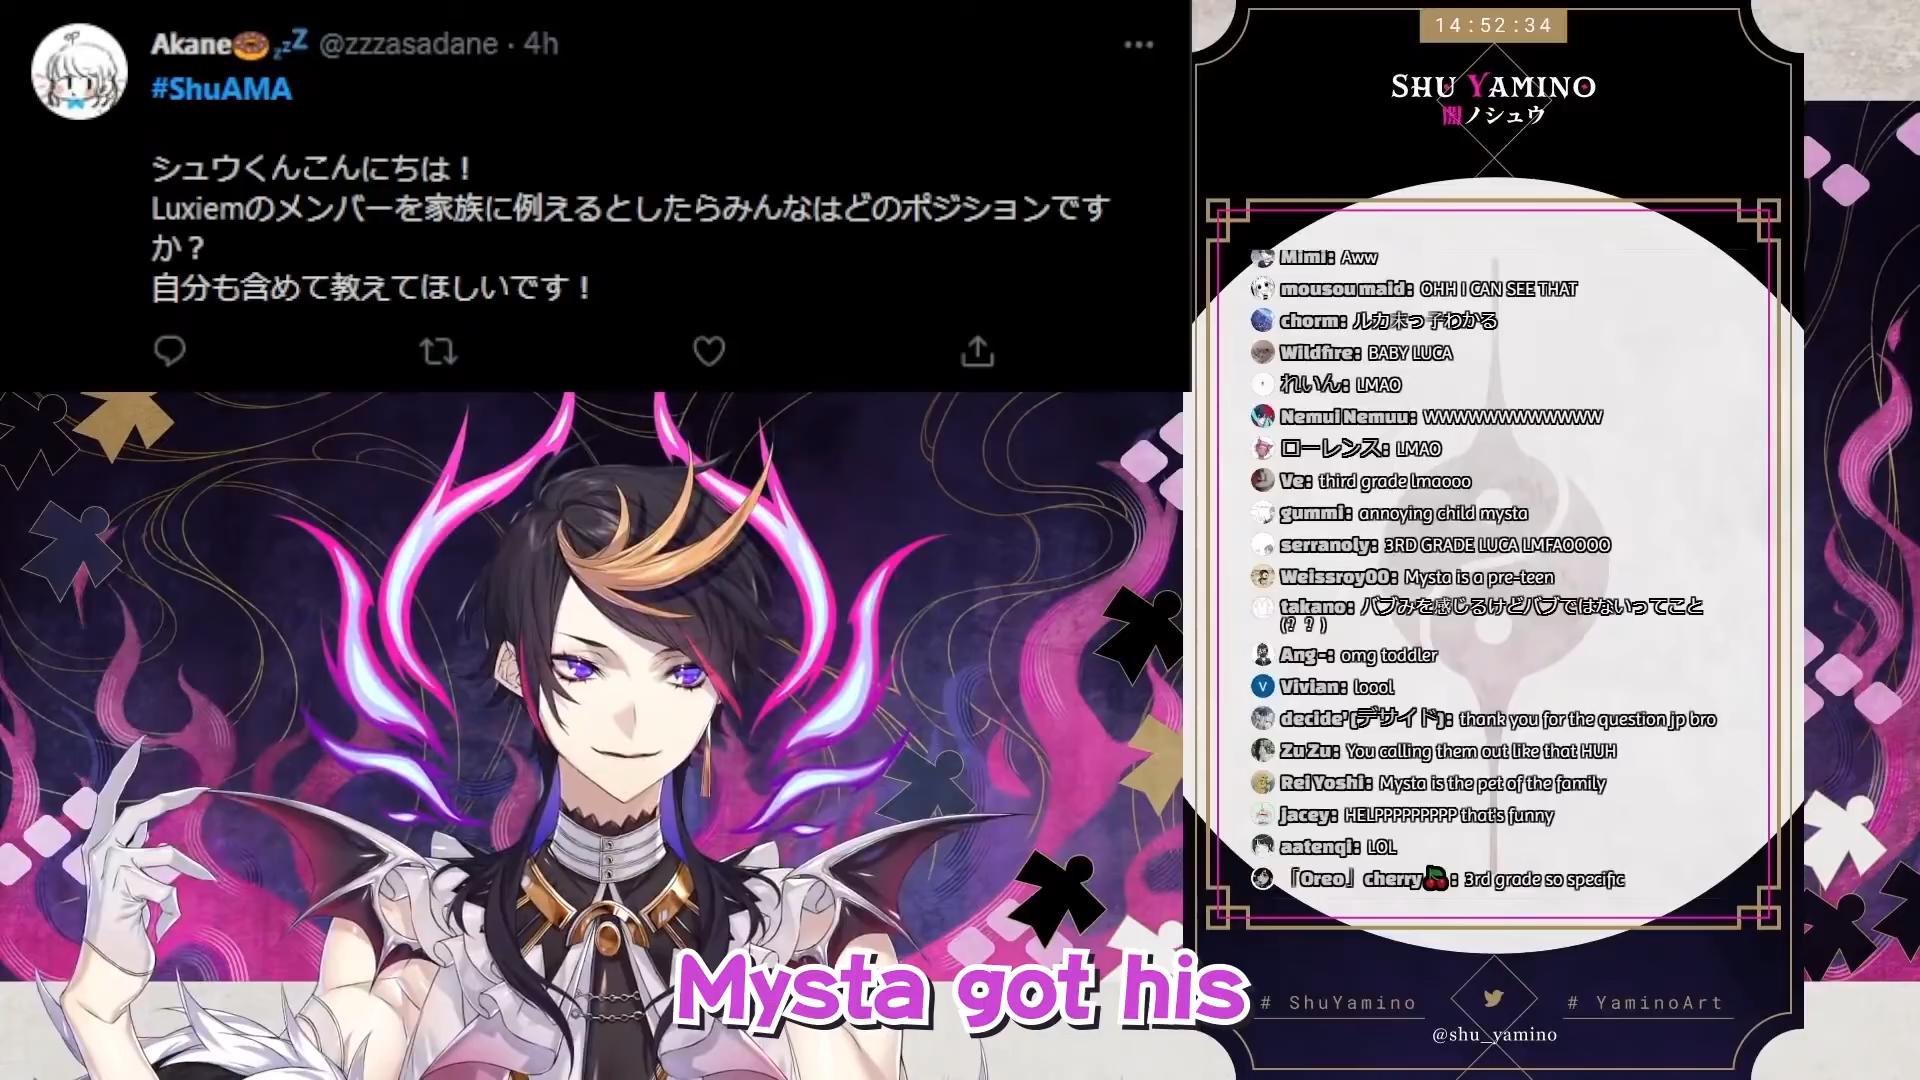 Akane @zzzasadane · 4h
#ShuAMA
シュウくんこんにちは！
Luxiemのメンバーを家族に例えるとしたらみんなはどのポジションです
か？
自分も含めて教えてほしいです！
14:52:34
SHU YAMINO
闇ノシュウ
Mimi: Aww
mousou maid: OHH I CAN SEE THAT
chorm: ルカ末っ子わかる
Wildfire: BABY LUCA
れいん: LMAO
Nemui Nemuu: WWWWWWWWWWWWWW
ローレンス: LMAO
Ve: third grade lmaooo
gummi: annoying child mysta
serranoly: 3RD GRADE LUCA LMFAOOOO
Weissroy00: Mysta is a pre-teen
takano: バブみを感じるけどバブではないってこと
(？？)
Ang-: omg toddler
V
Vivian: loool
decide'(デサイド): thank you for the question jp bro
Zu Zu: You calling them out like that HUH
Rei Yoshi: Mysta is the pet of the family
jacey: HELPPPPPPPPP that's funny
aatenqi: LOL
「Oreo」cherry: 3rd grade so specific
Mysta got his
# ShuYamino
# YaminoArt
@shu_yamino